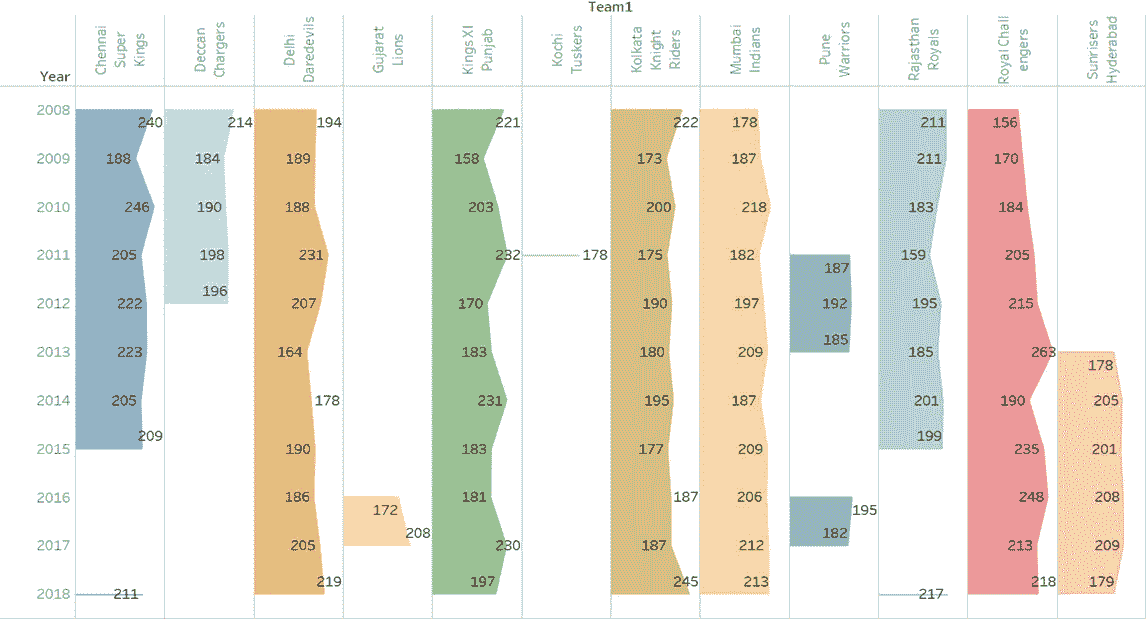 Team1
Year
Chennai
Super
Kings
Deccan
Chargers
Delhi
Daredevils
Gujarat
Lions
Kings XI
Punjab
Kochi
Tuskers
Kolkata
Knight
Riders
Mumbai
Indians
Pune
Warriors
Rajasthan
Royals
Royal Chall
engers
Sunrisers
Hyderabad
2008 240 214 194 221 222 178 211 156
2009 188 184 189 158 173 187 211 170
2010 246 190 188 203 200 218 183 184
2011 205 198 231 232 178 175 182 187 159 205
2012 222 196 207 170 190 197 192 195 215
2013 223 164 183 180 209 185 185 263 178
2014 205 178 231 195 187 201 190 205
2015 209 190 183 177 209 199 235 201
2016 186 172 181 187 206 195 248 208
2017 205 208 230 187 212 182 213 209
2018 211 219 197 245 213 217 218 179